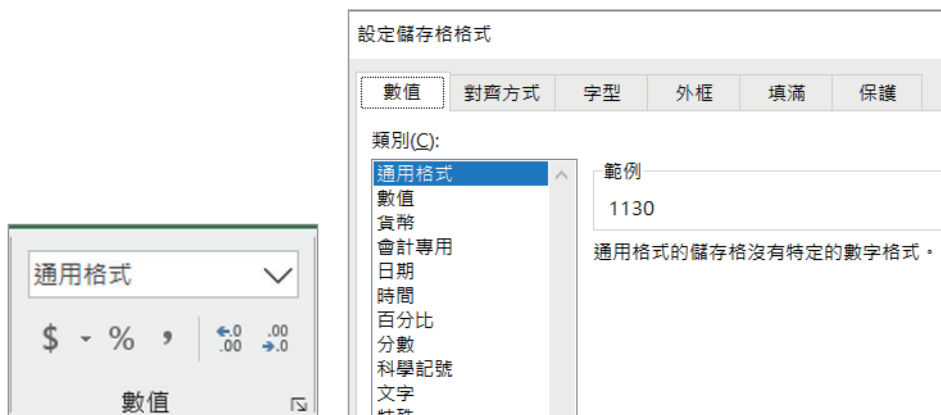 設定儲存格格式
數值 對齊方式 字型 外框 填滿 保護
類別(C):
通用格式
數值
貨幣
會計專用
日期
時間
百分比
分數
科學記號
文字
特殊
範例
1130
通用格式的儲存格沒有特定的數字格式。
通用格式
$ % , ←.0 .00 .00 →.0
數值